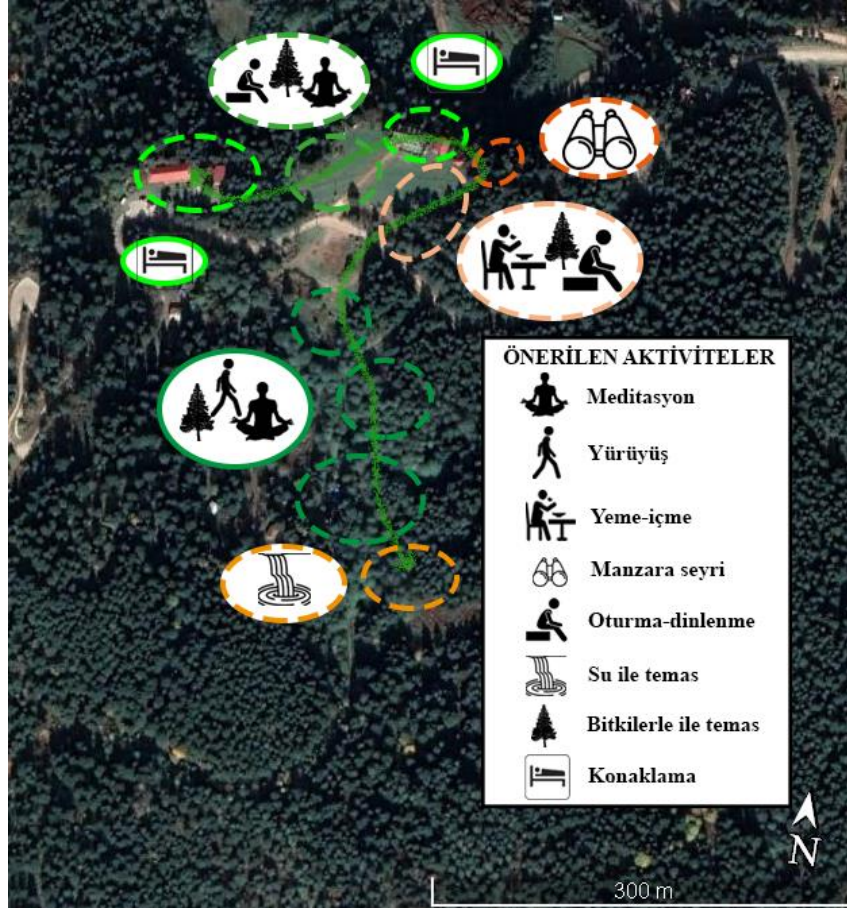 ÖNERİLEN AKTİVİTELER
Meditasyon
Yürüyüş
Yeme-içme
Manzara seyri
Oturma-dinlenme
Su ile temas
Bitkilerle ile temas
Konaklama
N
300 m